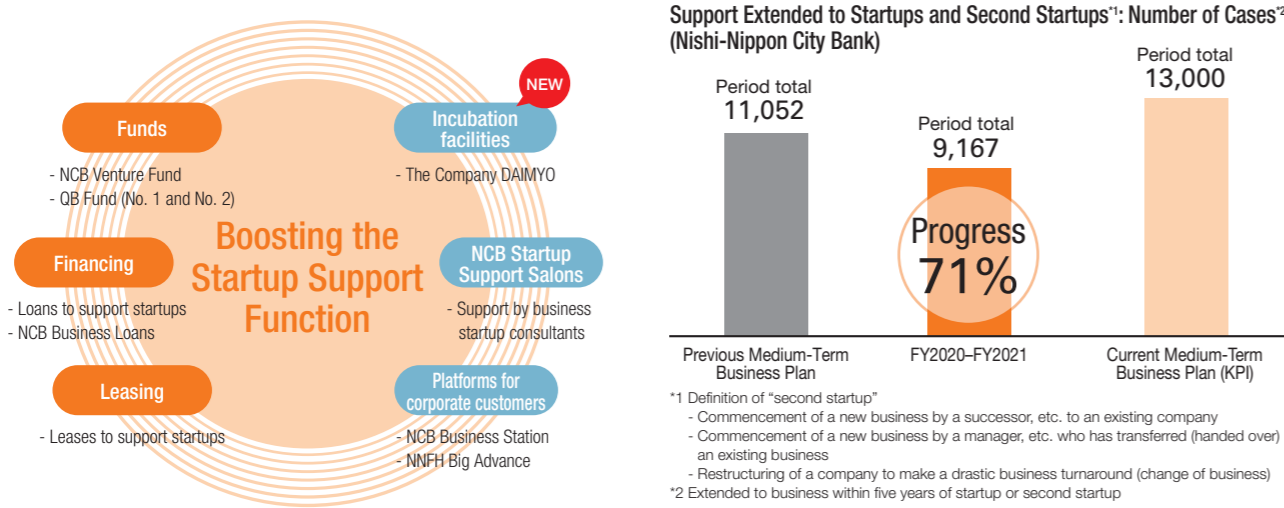 NEW
Funds
- NCB Venture Fund
- QB Fund (No. 1 and No. 2)
Incubation
facilities
- The Company DAIMYO
Boosting the
Startup Support
Function
Financing
- Loans to support startups
- NCB Business Loans
NCB Startup
Support Salons
- Support by business
startup consultants
Leasing
- Leases to support startups
Platforms for
corporate customers
- NCB Business Station
- NNFH Big Advance
Support Extended to Startups and Second Startups*1: Number of Cases*2
(Nishi-Nippon City Bank)
Period total
11,052
Period total
9,167
Period total
13,000
Progress
71%
Previous Medium-Term
Business Plan
FY2020–FY2021
Current Medium-Term
Business Plan (KPI)
*1 Definition of “second startup”
- Commencement of a new business by a successor, etc. to an existing company
- Commencement of a new business by a manager, etc. who has transferred (handed over)
an existing business
- Restructuring of a company to make a drastic business turnaround (change of business)
*2 Extended to business within five years of startup or second startup